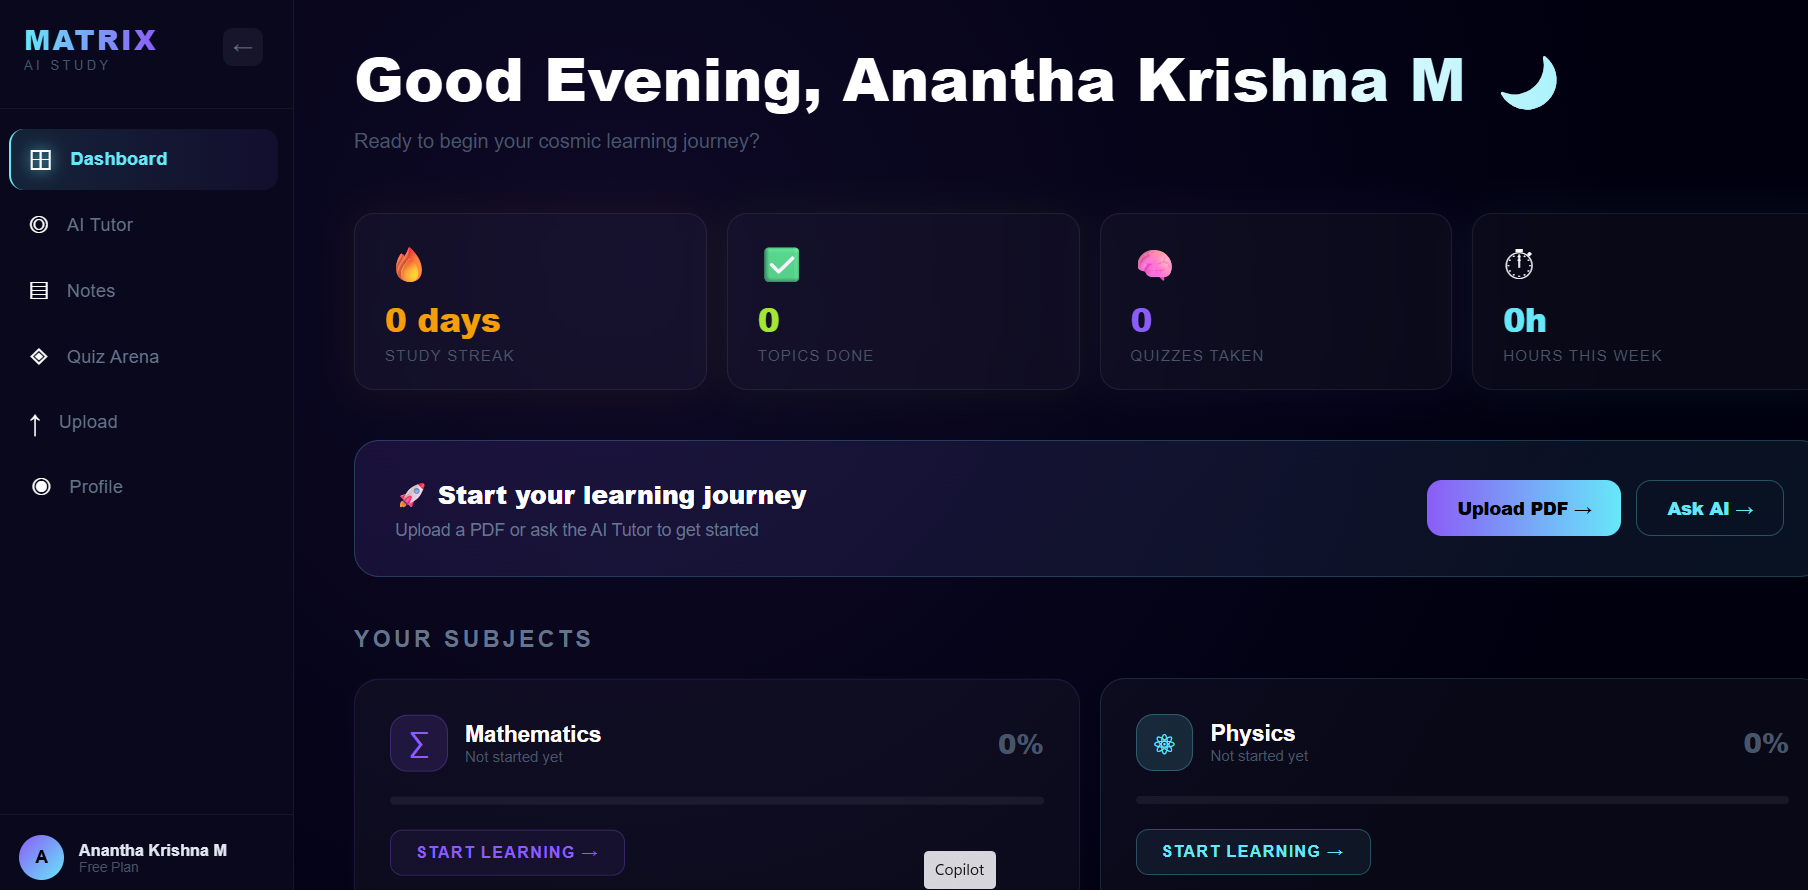 MATRIX
AI STUDY
←
Dashboard
AI Tutor
Notes
Quiz Arena
↑ Upload
Profile
Anantha Krishna M
Free Plan
A
Good Evening, Anantha Krishna M 🌙
Ready to begin your cosmic learning journey?
0 days
STUDY STREAK
0
TOPICS DONE
0
QUIZZES TAKEN
0h
HOURS THIS WEEK
🚀 Start your learning journey
Upload a PDF or ask the AI Tutor to get started
Upload PDF →
Ask AI →
YOUR SUBJECTS
∑
Mathematics
Not started yet
0%
START LEARNING →
Physics
Not started yet
0%
START LEARNING →
Copilot